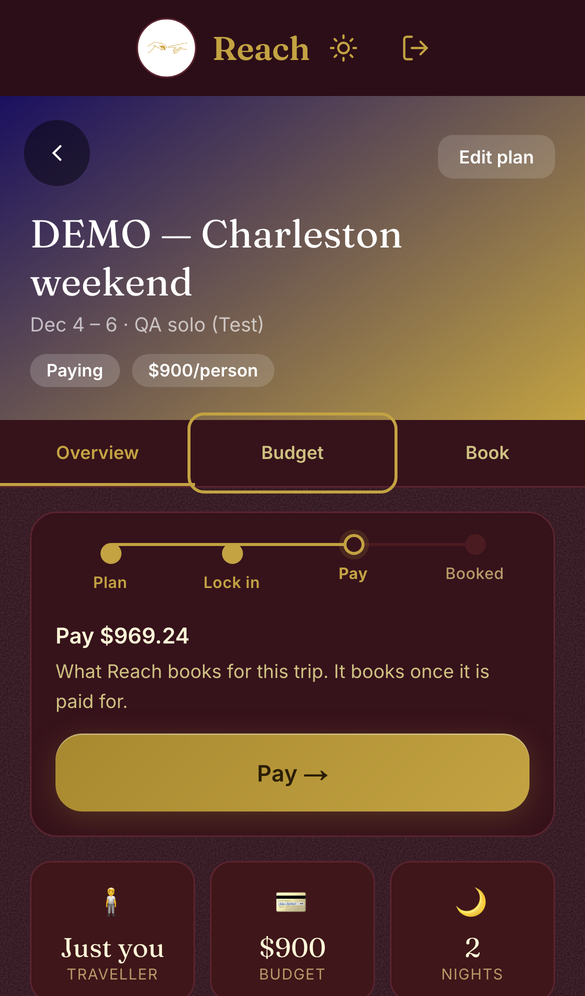 Reach
Edit plan
DEMO — Charleston
weekend
Dec 4 – 6 · QA solo (Test)
Paying
$900/person
Overview
Budget
Book
Plan
Lock in
Pay
Booked
Pay $969.24
What Reach books for this trip. It books once it is
paid for.
Pay →
Just you
TRAVELLER
$900
BUDGET
2
NIGHTS